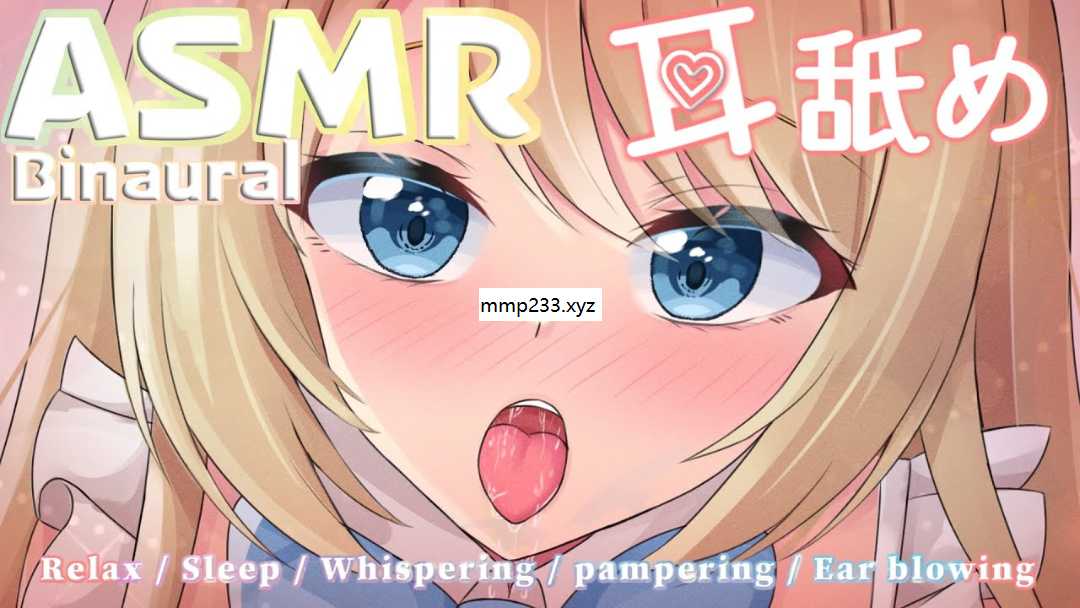 ASMR
耳舐め
Binaural
mmp233.xyz
Relax / Sleep / Whispering / pampering / Ear blowing